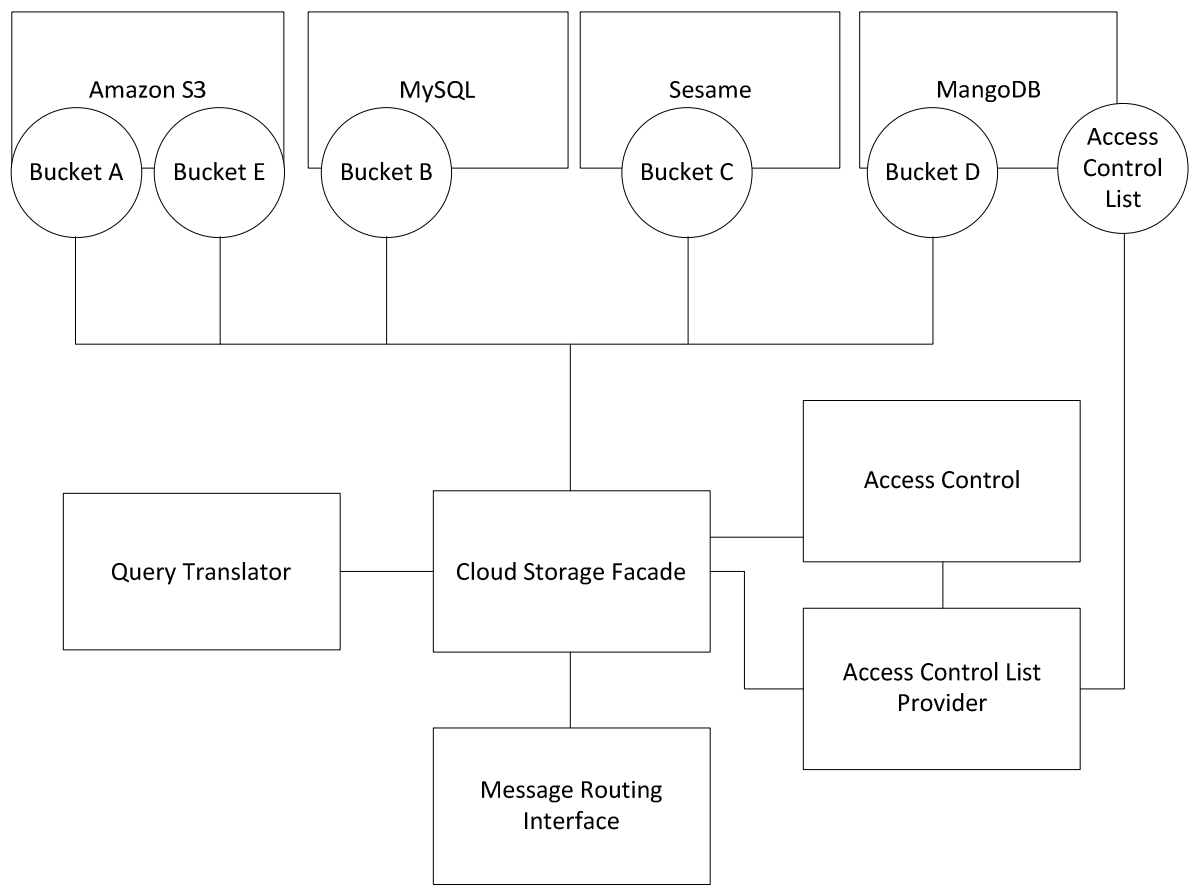 Amazon S3
MySQL
Sesame
MangoDB
Bucket A
Bucket E
Bucket B
Bucket C
Bucket D
Access
Control
List
Access Control
Query Translator
Cloud Storage Facade
Access Control List
Provider
Message Routing
Interface